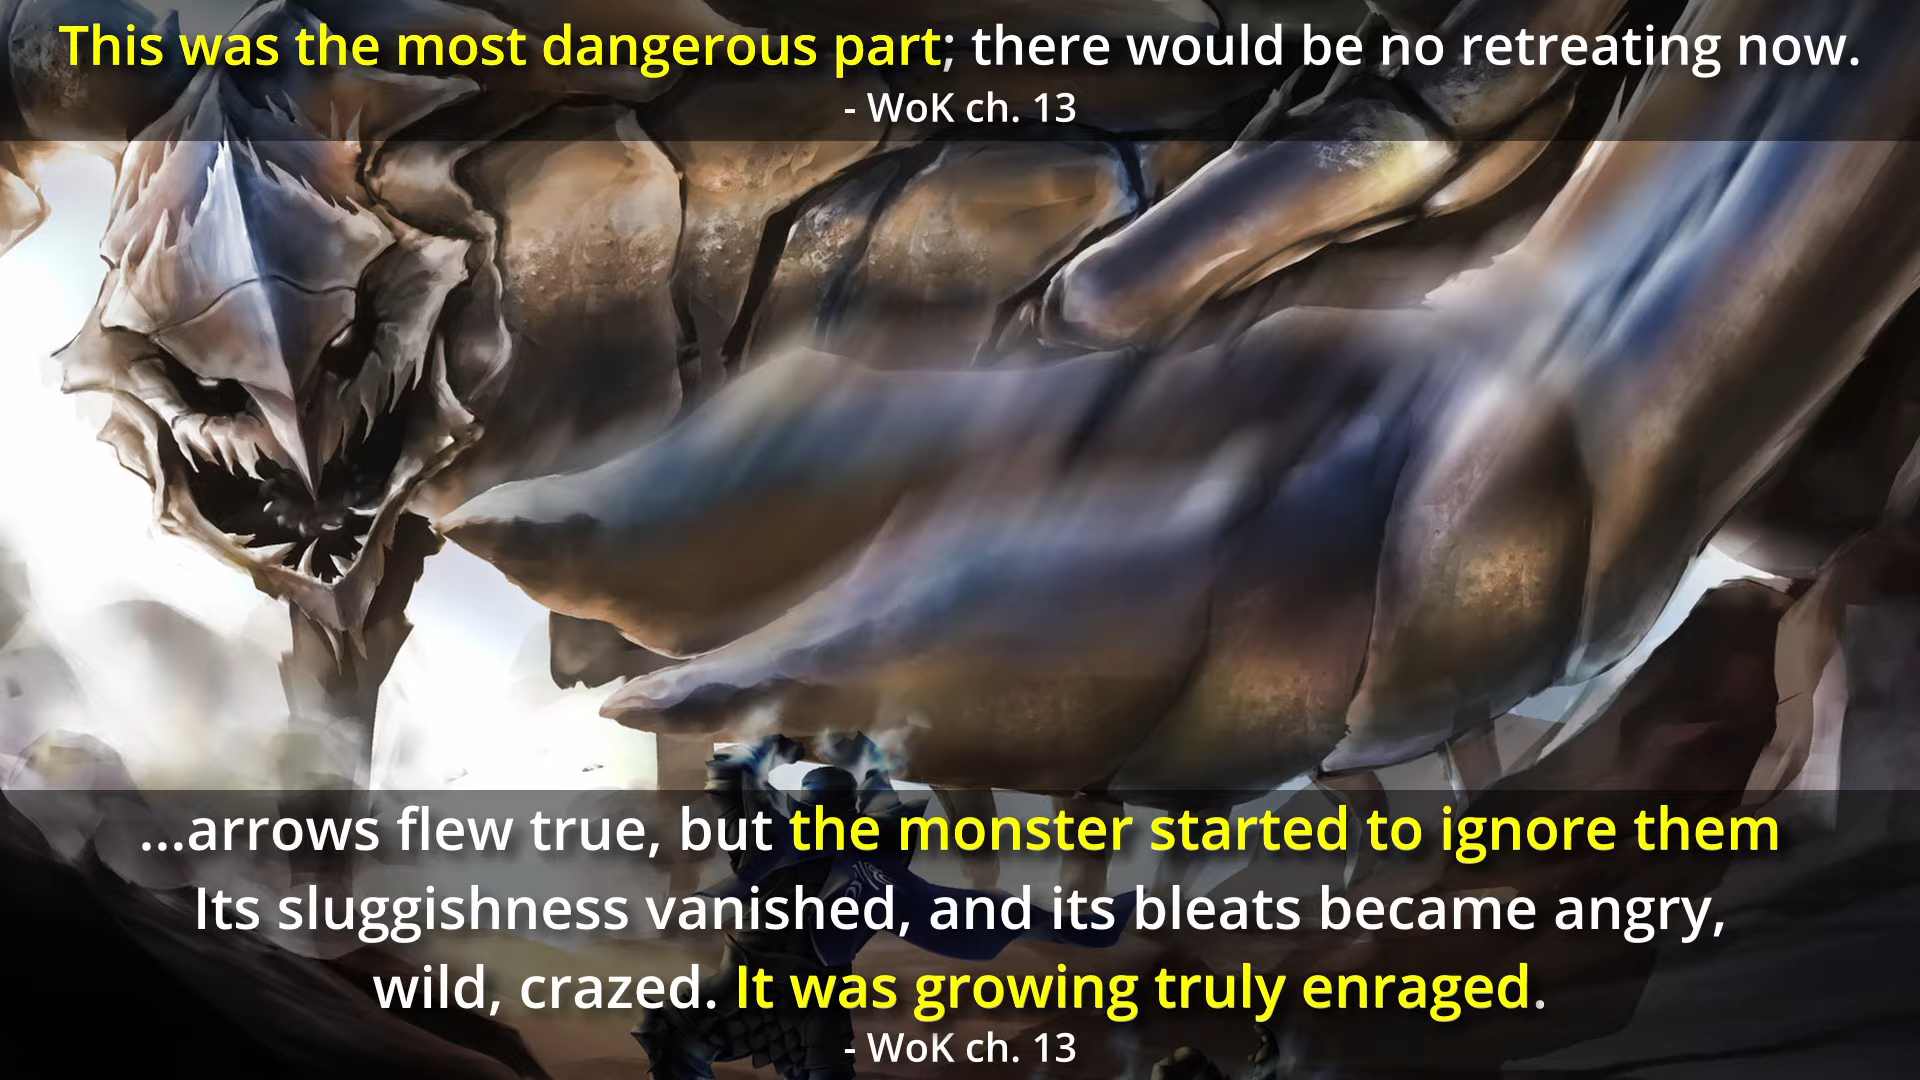 This was the most dangerous part; there would be no retreating now.
- WoK ch. 13
...arrows flew true, but the monster started to ignore them
Its sluggishness vanished, and its bleats became angry,
wild, crazed. It was growing truly enraged.
- WoK ch. 13